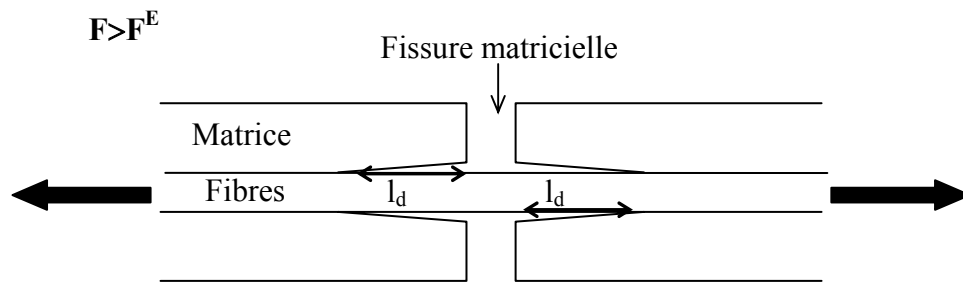 F>F^E
Fissure matricielle
Matrice
Fibres
l_d
l_d